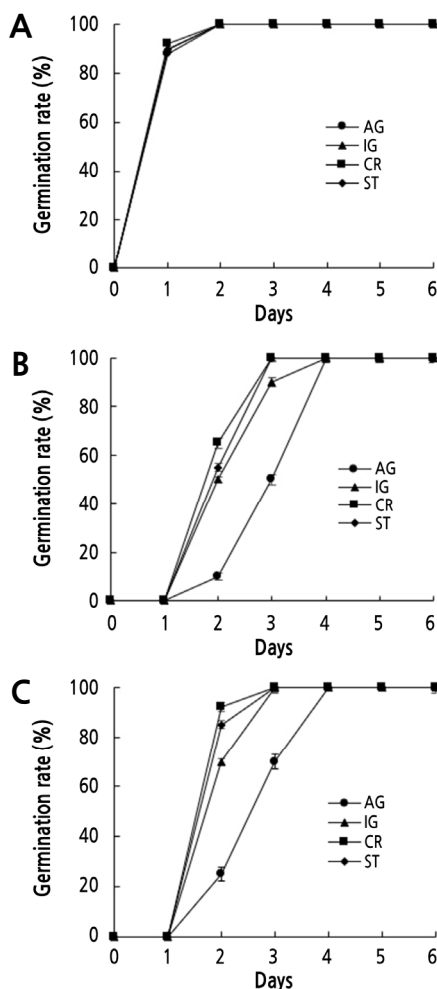 A
Germination rate (%)
100
80
60
40
20
0
AG
IG
CR
ST
0 1 2 3 4 5 6
Days
B
Germination rate (%)
100
80
60
40
20
0
AG
IG
CR
ST
0 1 2 3 4 5 6
Days
C
Germination rate (%)
100
80
60
40
20
0
AG
IG
CR
ST
0 1 2 3 4 5 6
Days